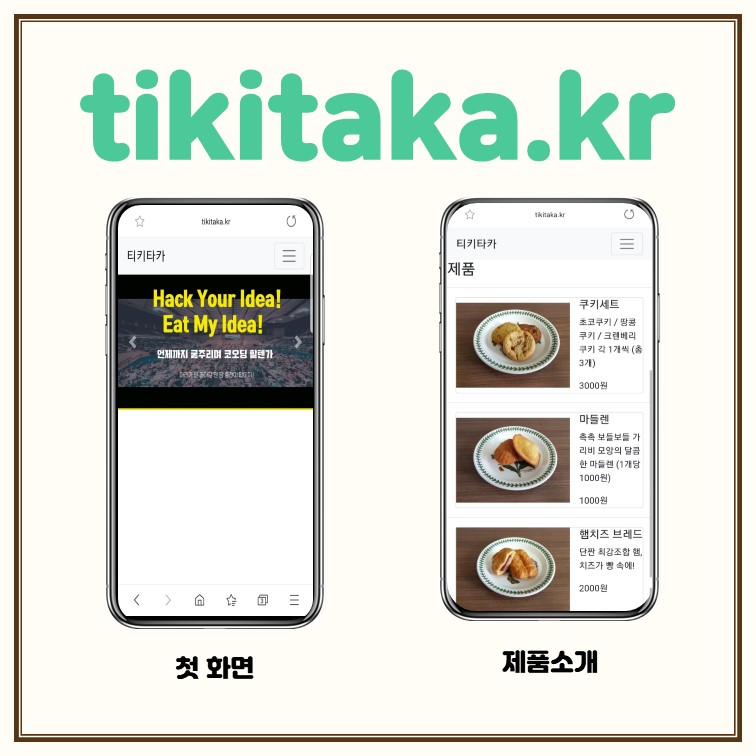 tikitaka.kr
tikitaka.kr
티키타카
Hack Your Idea!
Eat My Idea!
언제까지 굶주리며 코오딩 할텐가
첫 화면
tikitaka.kr
티키타카
제품
쿠키세트
초코쿠키 / 땅콩
쿠키 / 크랜베리
쿠키 각 1개씩 (총
3개)
3000원
마들렌
촉촉 보들보들 가
리비 모양의 달콤
한 마들렌 (1개당
1000원)
1000원
햄치즈 브레드
단짠 최강조합 햄,
치즈가 빵 속에!
2000원
제품소개